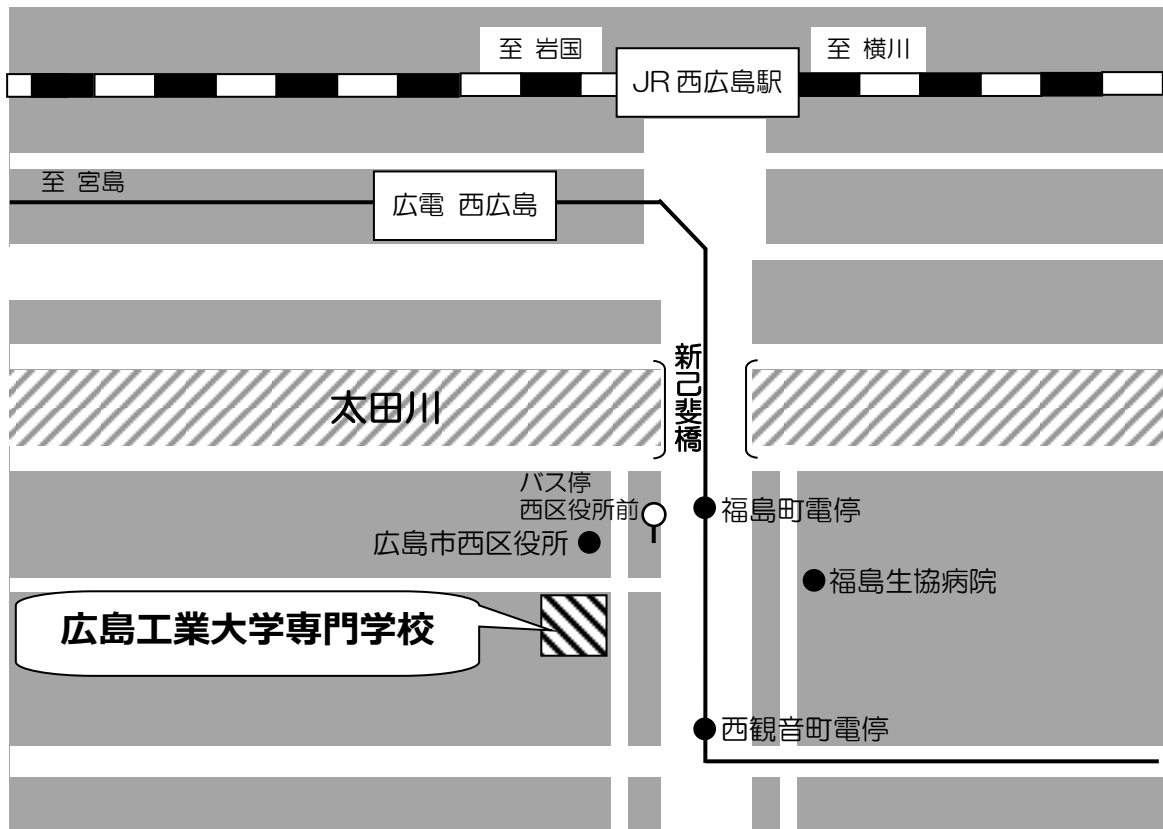 至 岩国
至 横川
JR 西広島駅
至 宮島
広電 西広島
新己斐橋
太田川
バス停
西区役所前
福島町電停
広島市西区役所
福島生協病院
広島工業大学専門学校
西観音町電停